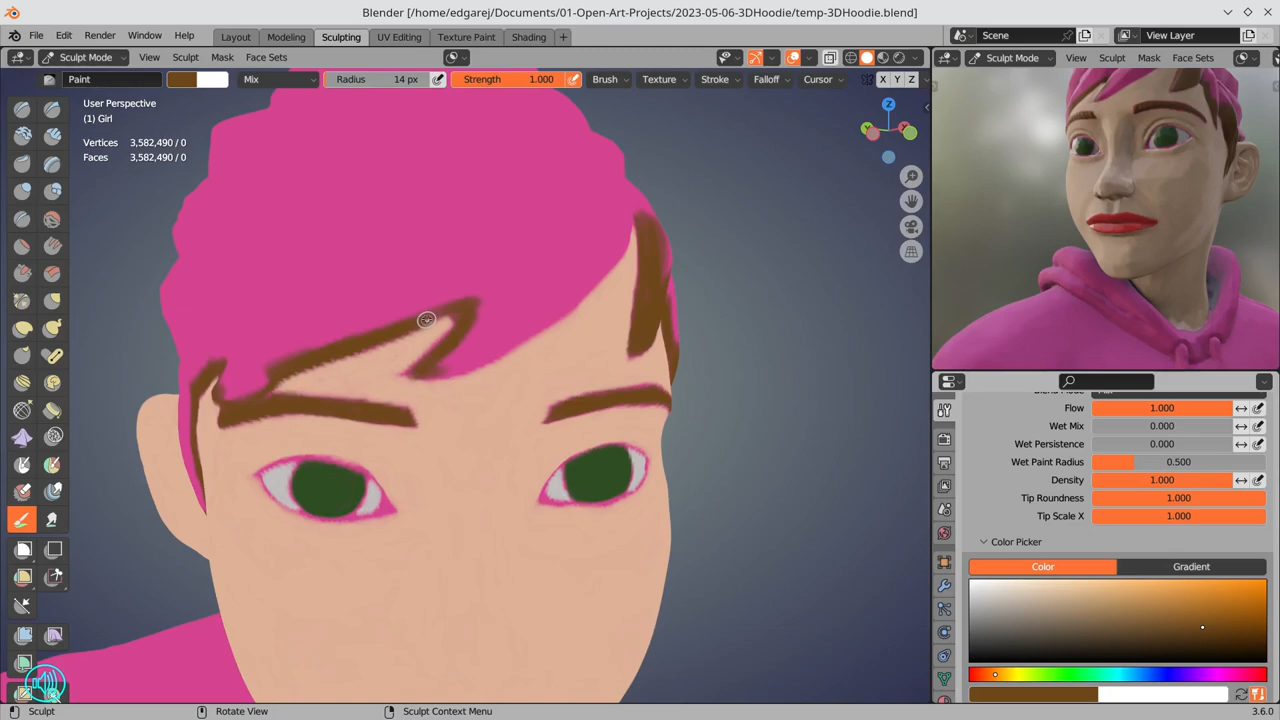 Blender [/home/edgarej/Documents/01-Open-Art-Projects/2023-05-06-3DHoodie/temp-3DHoodie.blend]
File Edit Render Window Help Layout Modeling Sculpting UV Editing Texture Paint Shading + Scene View Layer
Sculpt Mode View Sculpt Mask Face Sets Sculpt Mode View Sculpt Mask Face Sets
Paint Mix Radius 14 px Strength 1.000 Brush Texture Stroke Falloff Cursor X Y Z
User Perspective
(1) Girl
Vertices 3,582,490 / 0
Faces 3,582,490 / 0
Z
Y
Flow 1.000
Wet Mix 0.000
Wet Persistence 0.000
Wet Paint Radius 0.500
Density 1.000
Tip Roundness 1.000
Tip Scale X 1.000
Color Picker
Color Gradient
Sculpt Rotate View Sculpt Context Menu 3.6.0